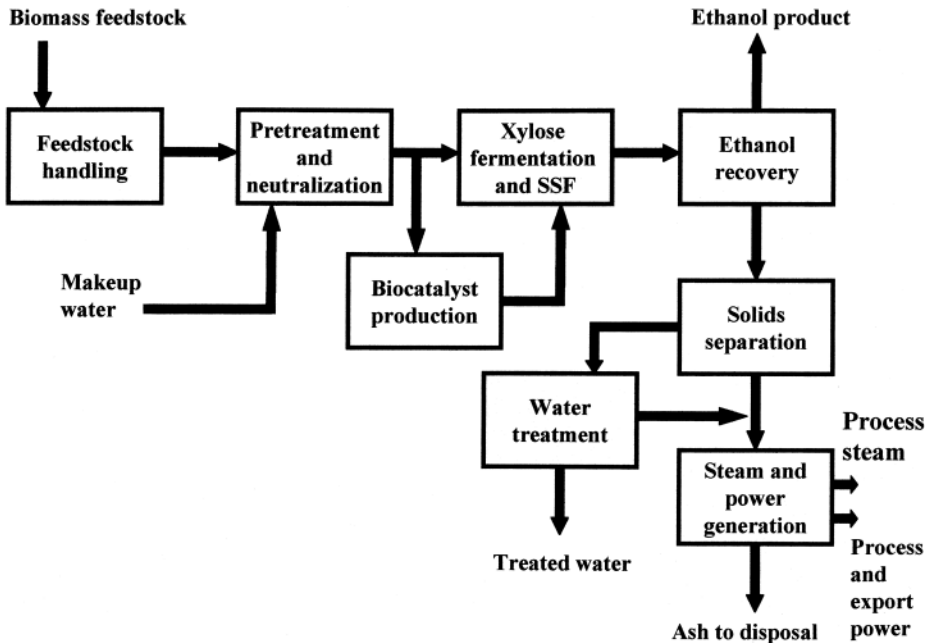 Biomass feedstock
Ethanol product
Feedstock
handling
Pretreatment
and
neutralization
Xylose
fermentation
and SSF
Ethanol
recovery
Makeup
water
Biocatalyst
production
Solids
separation
Water
treatment
Process
steam
Steam and
power
generation
Treated water
Process
and
export
power
Ash to disposal